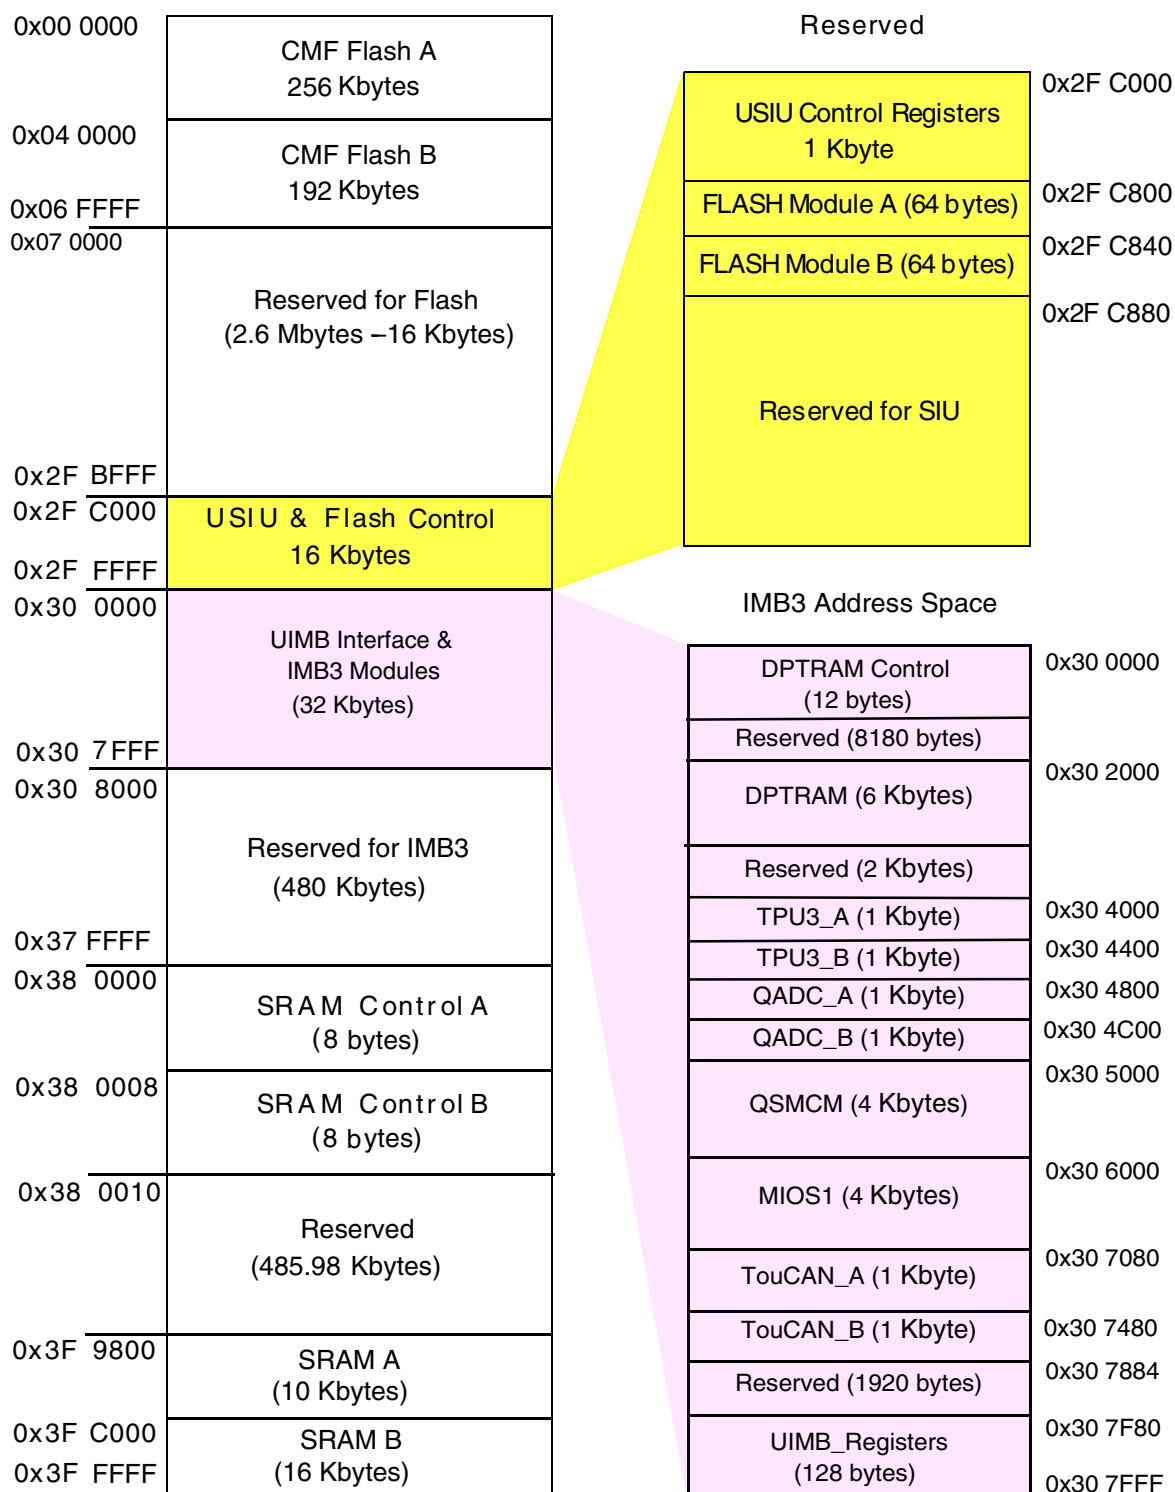 0x00 0000
CMF Flash A
256 Kbytes
0x04 0000
CMF Flash B
192 Kbytes
0x06 FFFF
0x07 0000
Reserved for Flash
(2.6 Mbytes –16 Kbytes)
0x2F BFFF
0x2F C000
USIU & Flash Control
16 Kbytes
0x2F FFFF
0x30 0000
UIMB Interface &
IMB3 Modules
(32 Kbytes)
0x30 7FFF
0x30 8000
Reserved for IMB3
(480 Kbytes)
0x37 FFFF
0x38 0000
SRAM Control A
(8 bytes)
0x38 0008
SRAM Control B
(8 bytes)
0x38 0010
Reserved
(485.98 Kbytes)
0x3F 9800
SRAM A
(10 Kbytes)
0x3F C000
SRAM B
(16 Kbytes)
0x3F FFFF
Reserved
0x2F C000
USIU Control Registers
1 Kbyte
FLASH Module A (64 bytes)
0x2F C800
FLASH Module B (64 bytes)
0x2F C840
0x2F C880
Reserved for SIU
IMB3 Address Space
DPTRAM Control
(12 bytes)
0x30 0000
Reserved (8180 bytes)
0x30 2000
DPTRAM (6 Kbytes)
Reserved (2 Kbytes)
TPU3_A (1 Kbyte)
0x30 4000
TPU3_B (1 Kbyte)
0x30 4400
QADC_A (1 Kbyte)
0x30 4800
QADC_B (1 Kbyte)
0x30 4C00
0x30 5000
QSMCM (4 Kbytes)
0x30 6000
MIOS1 (4 Kbytes)
0x30 7080
TouCAN_A (1 Kbyte)
TouCAN_B (1 Kbyte)
0x30 7480
Reserved (1920 bytes)
0x30 7884
0x30 7F80
UIMB_Registers
(128 bytes)
0x30 7FFF